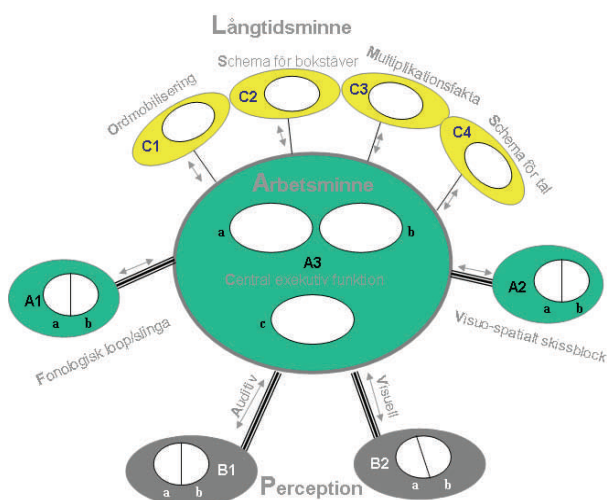 Långtidsminne
Schema för bokstäver
Multiplikationsfakta
Ordmobilisering
Schema för tal
C1
C2
C3
C4
Arbetsminne
a
b
A3
Central exekutiv funktion
c
A1
a b
Fonologisk loop/slinga
A2
a b
Visuo-spatialt skissblock
Auditiv
Visuell
B1
a b
B2
a b
Perception